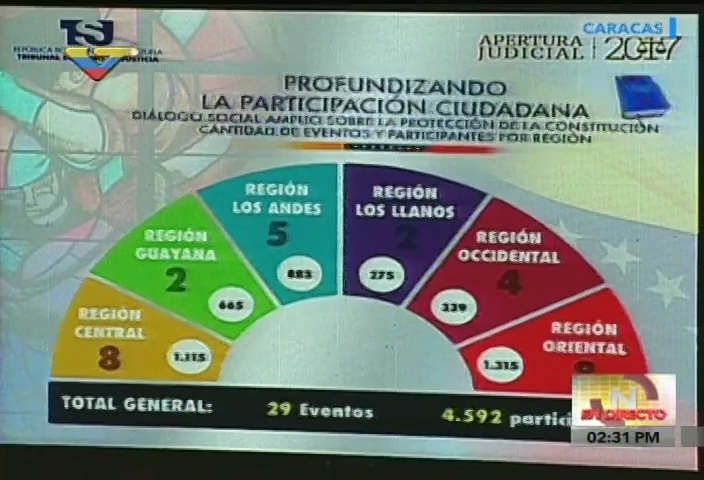 CARACAS
TSJ
TRIBUNAL
JUSTICIA
APERTURA
JUDICIAL
2017
PROFUNDIZANDO
LA PARTICIPACIÓN CIUDADANA
DIÁLOGO SOCIAL AMPLIO SOBRE LA PROTECCIÓN DE LA CONSTITUCIÓN
CANTIDAD DE EVENTOS Y PARTICIPANTES POR REGIÓN
REGIÓN
CENTRAL
8
1.115
REGIÓN
GUAYANA
2
665
REGIÓN
LOS ANDES
5
883
REGIÓN
LOS LLANOS
2
275
REGIÓN
OCCIDENTAL
4
339
REGIÓN
ORIENTAL
1.315
TOTAL GENERAL:
29 Eventos
4.592 partici
EN DIRECTO
02:31 PM